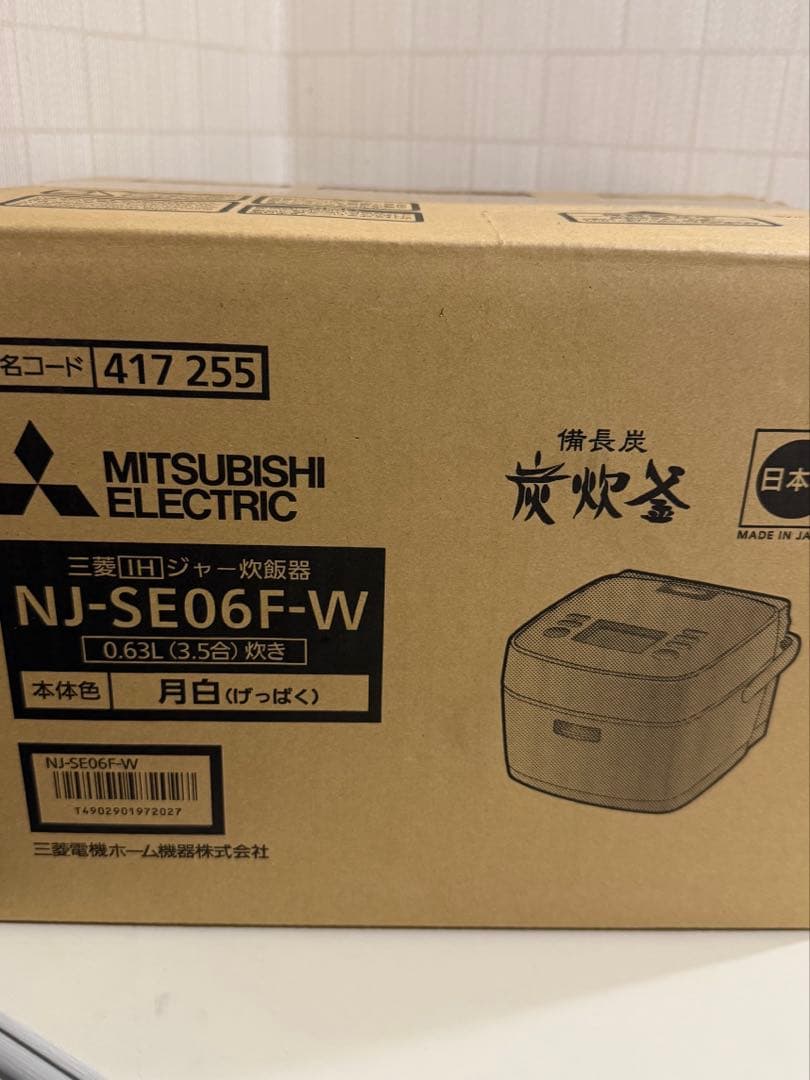 名コード 417 255
MITSUBISHI
ELECTRIC
備長炭
炭炊釜
日本
MADE IN JA
三菱IHジャー炊飯器
NJ-SE06F-W
0.63L(3.5合)炊き
本体色 月白(げっぱく)
NJ-SE06F-W
T4902901972027
三菱電機ホーム機器株式会社